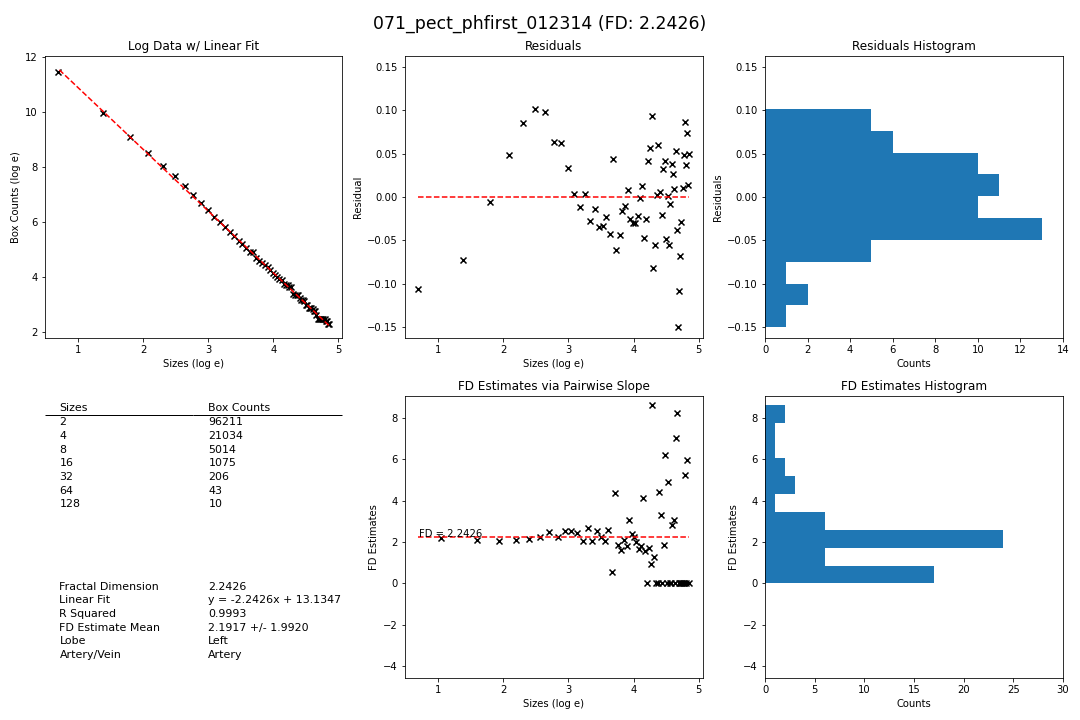 071_pect_phfirst_012314 (FD: 2.2426)
Log Data w/ Linear Fit
Box Counts (log e)
12
10
8
6
4
2
1 2 3 4 5
Sizes (log e)
Residuals
Residual
0.15
0.10
0.05
0.00
−0.05
−0.10
−0.15
1 2 3 4 5
Sizes (log e)
Residuals Histogram
Residuals
0.15
0.10
0.05
0.00
−0.05
−0.10
−0.15
0 2 4 6 8 10 12 14
Counts
Sizes Box Counts
2 96211
4 21034
8 5014
16 1075
32 206
64 43
128 10
Fractal Dimension 2.2426
Linear Fit y = -2.2426x + 13.1347
R Squared 0.9993
FD Estimate Mean 2.1917 +/- 1.9920
Lobe Left
Artery/Vein Artery
FD Estimates via Pairwise Slope
FD Estimates
8
6
4
2
0
−2
−4
FD = 2.2426
1 2 3 4 5
Sizes (log e)
FD Estimates Histogram
FD Estimates
8
6
4
2
0
−2
−4
0 5 10 15 20 25 30
Counts